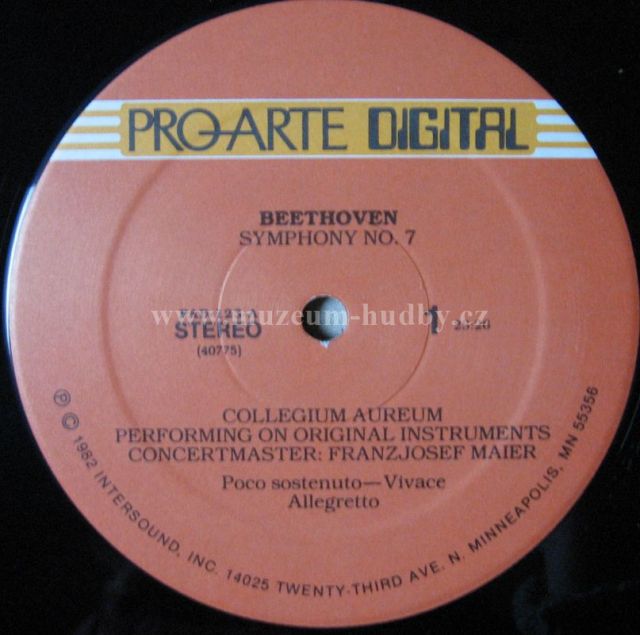 PRO-ARTE DIGITAL
BEETHOVEN
SYMPHONY NO. 7
www.muzeum-hudby.cz
STEREO
(40775)
1
COLLEGIUM AUREUM
PERFORMING ON ORIGINAL INSTRUMENTS
CONCERTMASTER: FRANZJOSEF MAIER
Poco sostenuto—Vivace
Allegretto
Ⓟ © 1982 INTERSOUND, INC. 14025 TWENTY-THIRD AVE. N. MINNEAPOLIS, MN 55356